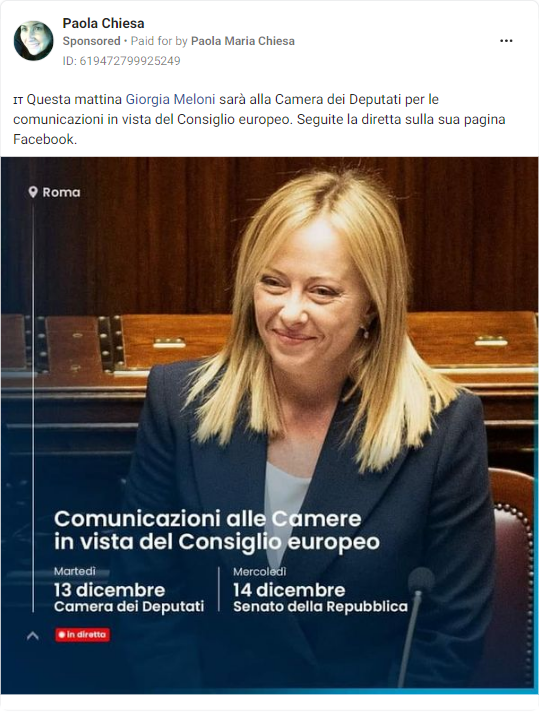 Paola Chiesa
Sponsored • Paid for by Paola Maria Chiesa
ID: 619472799925249
IT Questa mattina Giorgia Meloni sarà alla Camera dei Deputati per le
comunicazioni in vista del Consiglio europeo. Seguite la diretta sulla sua pagina
Facebook.
Roma
Comunicazioni alle Camere
in vista del Consiglio europeo
Martedì
13 dicembre
Camera dei Deputati
Mercoledì
14 dicembre
Senato della Repubblica
in diretta